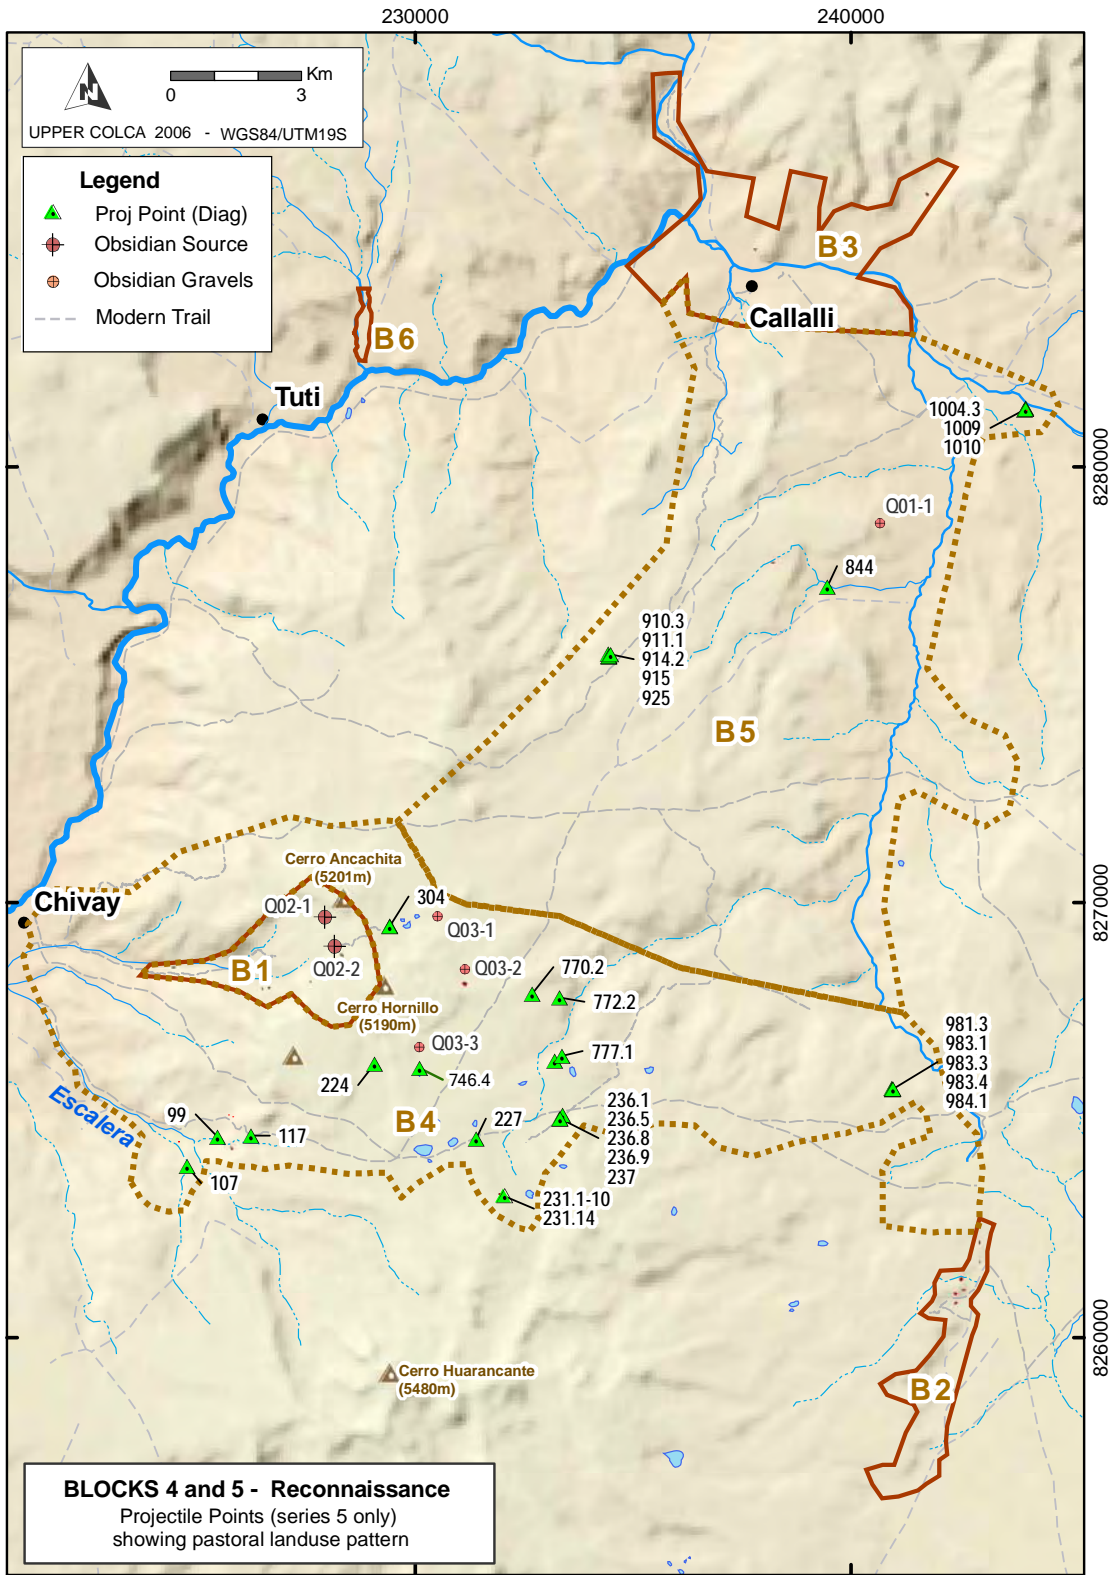 230000
240000
N
Km
0
3
UPPER COLCA 2006 - WGS84/UTM19S
Legend
Proj Point (Diag)
Obsidian Source
Obsidian Gravels
Modern Trail
B3
Callalli
B6
Tuti
1004.3
1009
1010
8280000
Q01-1
844
910.3
911.1
914.2
915
925
B5
Cerro Ancachita
(5201m)
304
Chivay
Q02-1
Q03-1
8270000
B1
Q02-2
Q03-2
770.2
772.2
Cerro Hornillo
(5190m)
Q03-3
777.1
981.3
983.1
983.3
983.4
984.1
224
746.4
Escalera
99
117
B4
227
236.1
236.5
236.8
236.9
237
107
231.1-10
231.14
8260000
Cerro Huarancante
(5480m)
B2
BLOCKS 4 and 5 - Reconnaissance
Projectile Points (series 5 only)
showing pastoral landuse pattern